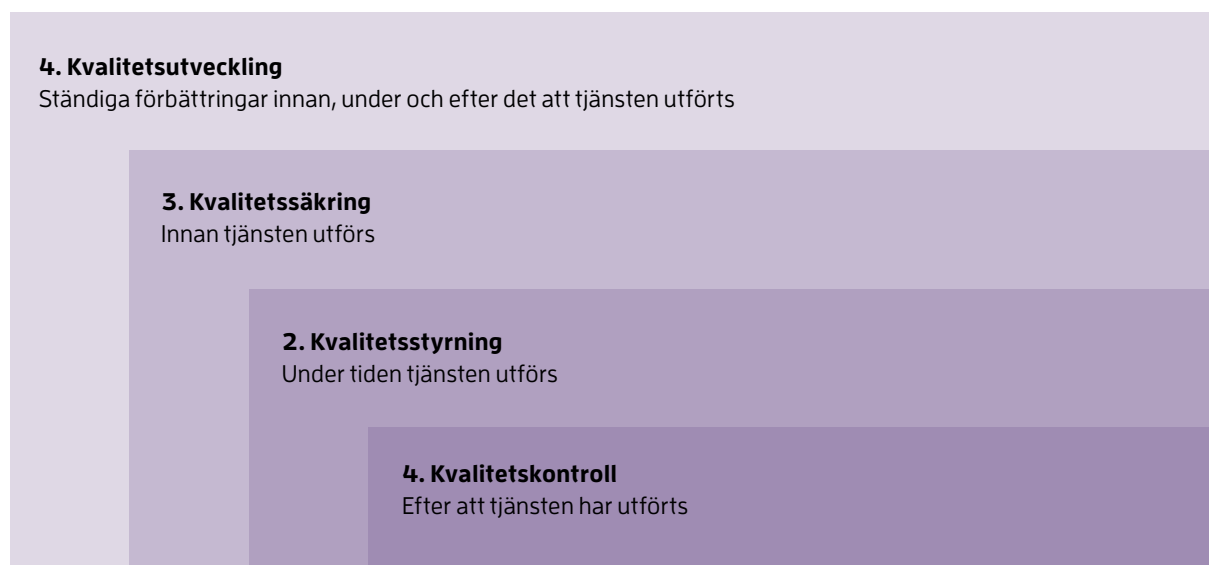 4. Kvalitetsutveckling
Ständiga förbättringar innan, under och efter det att tjänsten utförts
3. Kvalitetssäkring
Innan tjänsten utförs
2. Kvalitetsstyrning
Under tiden tjänsten utförs
4. Kvalitetskontroll
Efter att tjänsten har utförts